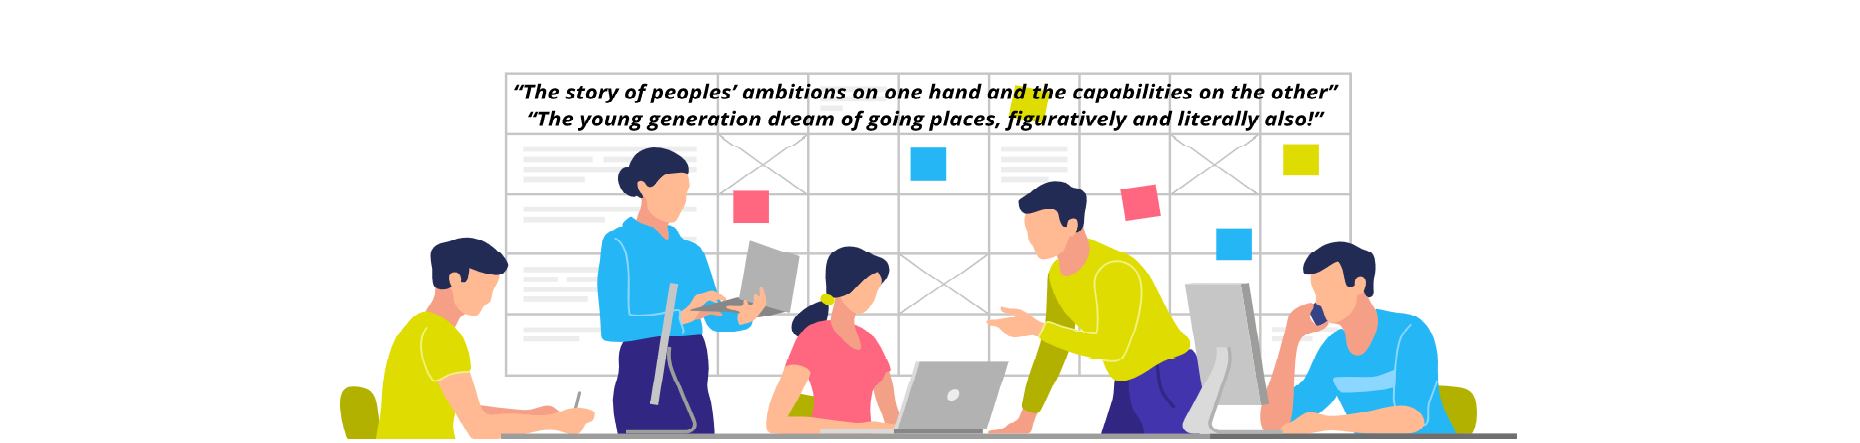 “The story of peoples’ ambitions on one hand and the capabilities on the other”
“The young generation dream of going places, figuratively and literally also!”